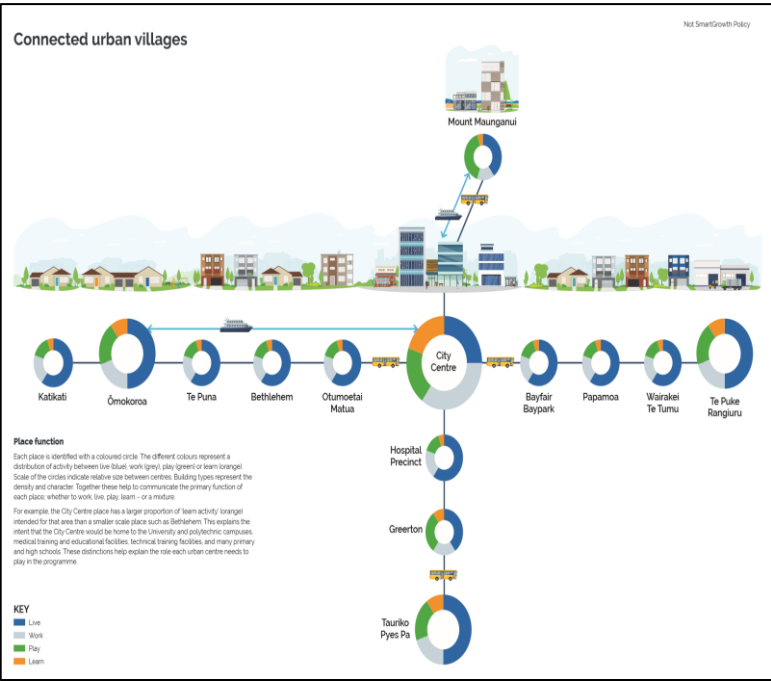 Not SmartGrowth Policy
Connected urban villages
Mount Maunganui
City
Centre
Katikati
Ōmokoroa
Te Puna
Bethlehem
Otumoetai
Matua
Bayfair
Baypark
Papamoa
Wairakei
Te Tumu
Te Puke
Rangiuru
Hospital
Precinct
Greerton
Tauriko
Pyes Pa
Place function
Each place is identified with a coloured circle. The different colours represent a
distribution of activity between live (blue), work (grey), play (green) or learn (orange)
Scale of the circles indicate relative size between centres. Building types represent the
density and character. Together these help to communicate the primary function of
each place; whether to work, live, play, learn – or a mixture.
For example, the City Centre place has a larger proportion of 'learn activity' (orange)
intended for that area than a smaller scale place such as Bethlehem. This explains the
intent that the City Centre would be home to the University and polytechnic campuses,
medical training and educational facilities, technical training facilities, and many primary
and high schools. These distinctions help explain the role each urban centre needs to
play in the programme.
KEY
Live
Work
Play
Learn